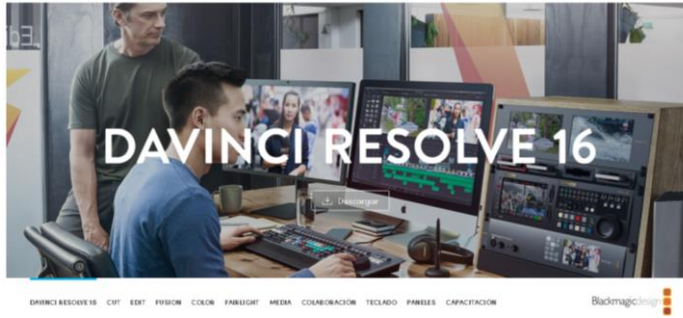 DAVINCI RESOLVE 16
Descargar
DAVINCI RESOLVE 16 CUT EDIT FUSION COLOR FAIRLIGHT MEDIA COLABORACIÓN TECLADO PANELES CAPACITACIÓN
Blackmagicdesign